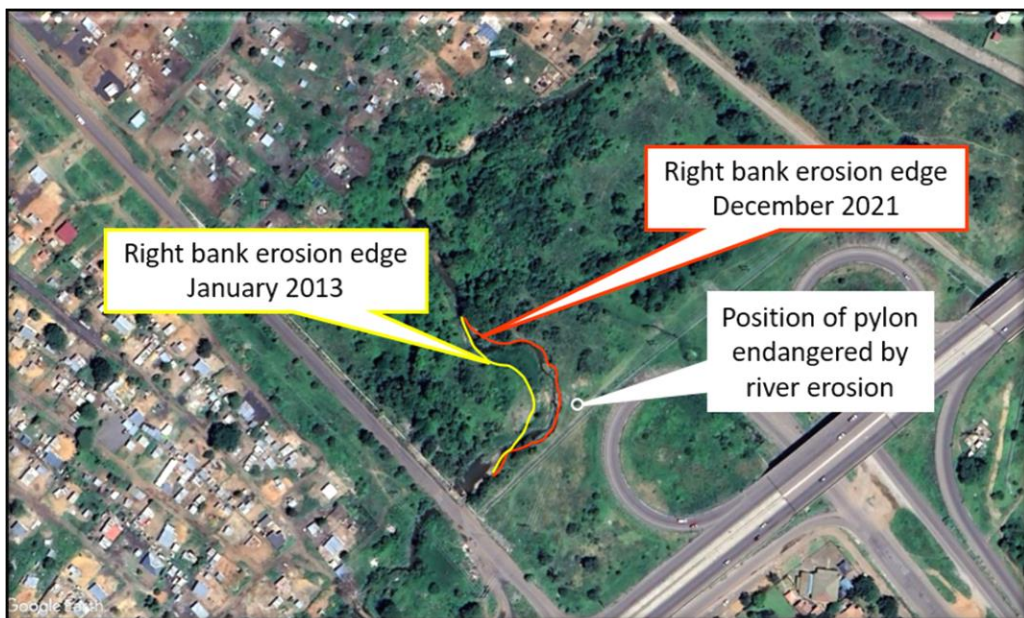 Right bank erosion edge
December 2021
Right bank erosion edge
January 2013
Position of pylon
endangered by
river erosion
Google Earth